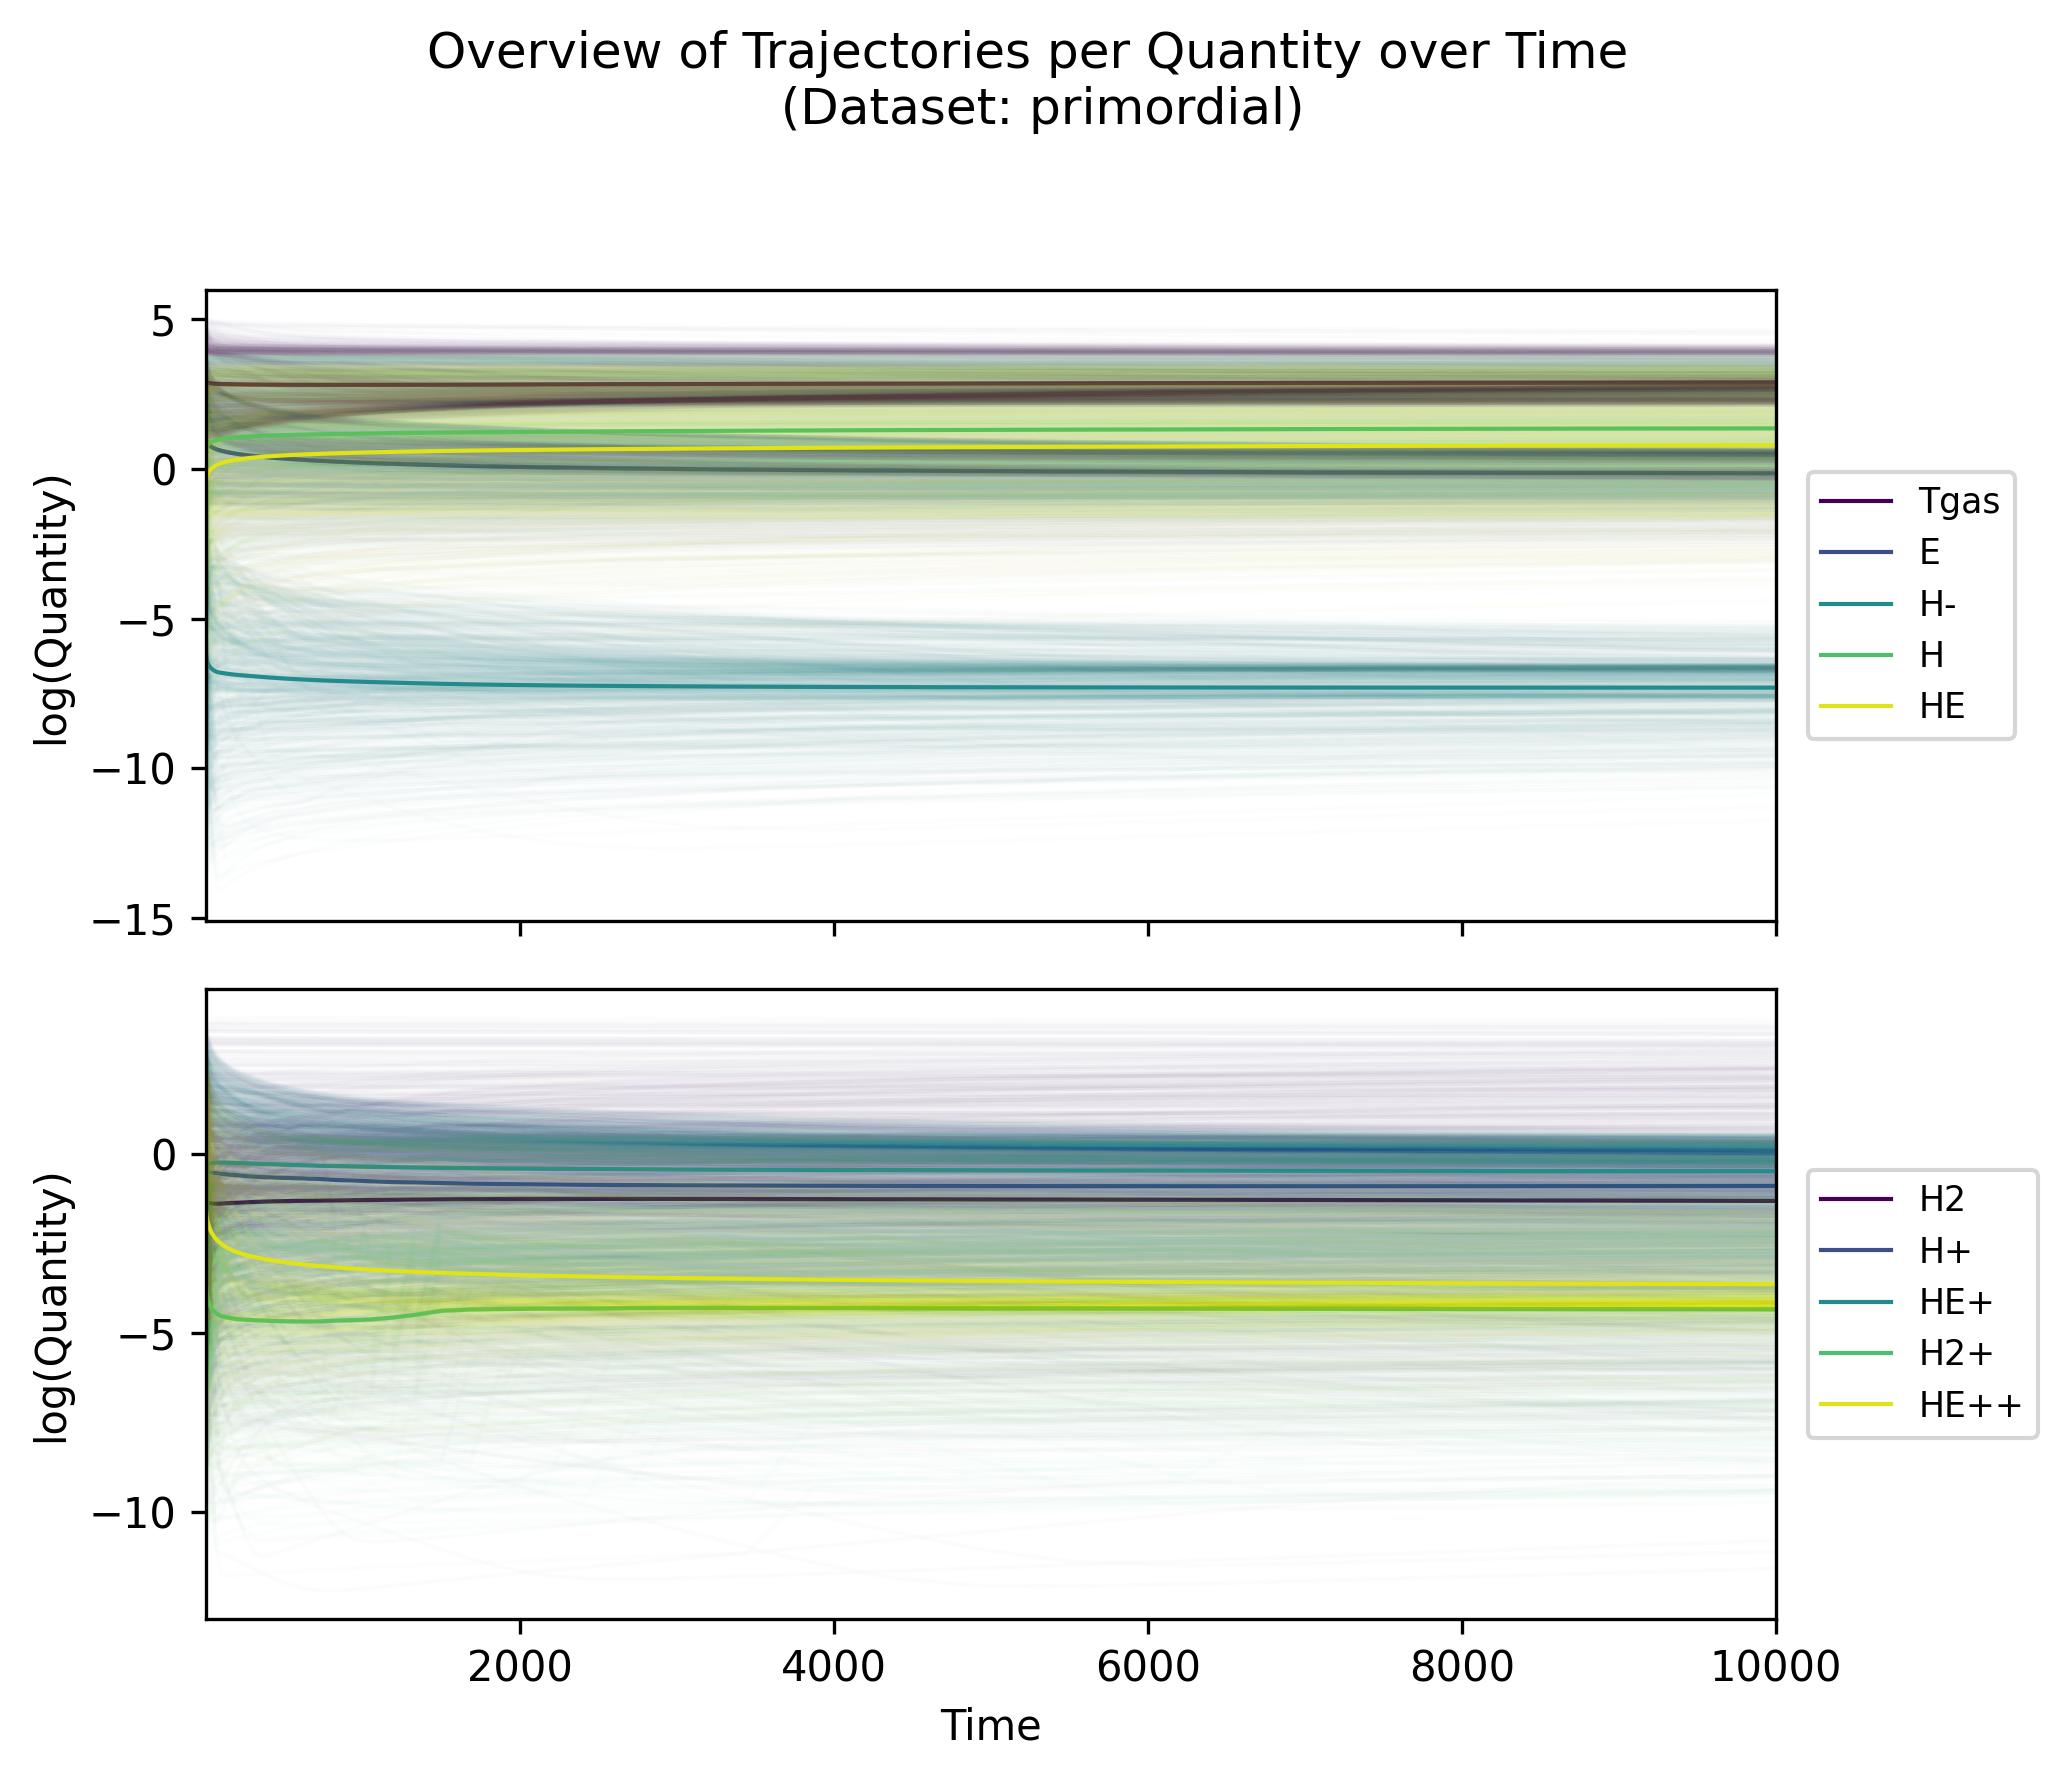 Overview of Trajectories per Quantity over Time
(Dataset: primordial)
5
0
−5
−10
−15
log(Quantity)
Tgas
E
H-
H
HE
0
−5
−10
log(Quantity)
H2
H+
HE+
H2+
HE++
2000
4000
6000
8000
10000
Time